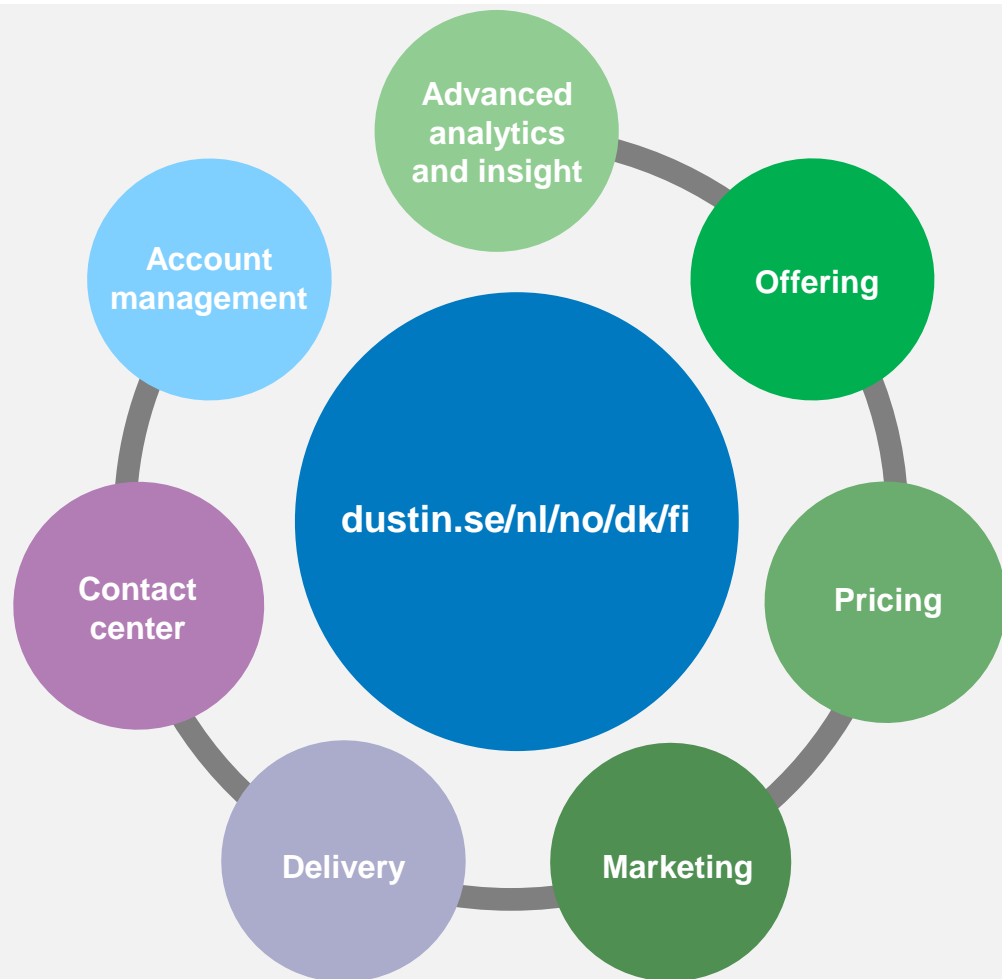 Advanced
analytics
and insight
Offering
Pricing
Marketing
Delivery
Contact
center
Account
management
dustin.se/nl/no/dk/fi